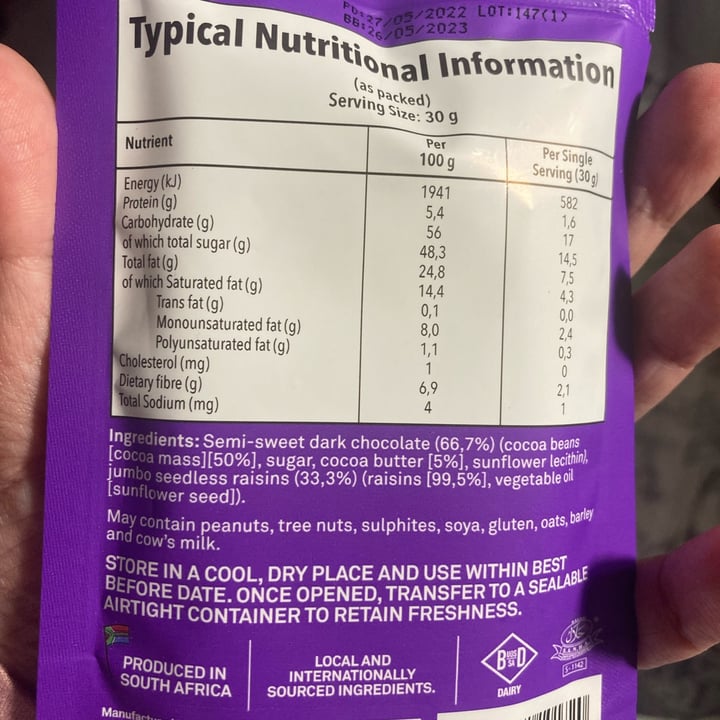 PD:27/05/2022 LOT:147(1)
BB:26/05/2023
Typical Nutritional Information
(as packed)
Serving Size: 30 g
Nutrient Per 100 g Per Single Serving (30 g)
Energy (kJ) 1941 582
Protein (g) 5,4 1,6
Carbohydrate (g) 56 17
of which total sugar (g) 48,3 14,5
Total fat (g) 24,8 7,5
of which Saturated fat (g) 14,4 4,3
Trans fat (g) 0,1 0,0
Monounsaturated fat (g) 8,0 2,4
Polyunsaturated fat (g) 1,1 0,3
Cholesterol (mg) 1 0
Dietary fibre (g) 6,9 2,1
Total Sodium (mg) 4 1
Ingredients: Semi-sweet dark chocolate (66,7%) (cocoa beans
[cocoa mass][50%], sugar, cocoa butter [5%], sunflower lecithin),
jumbo seedless raisins (33,3%) (raisins [99,5%], vegetable oil
[sunflower seed]).
May contain peanuts, tree nuts, sulphites, soya, gluten, oats, barley
and cow's milk.
STORE IN A COOL, DRY PLACE AND USE WITHIN BEST
BEFORE DATE. ONCE OPENED, TRANSFER TO A SEALABLE
AIRTIGHT CONTAINER TO RETAIN FRESHNESS.
PRODUCED IN
SOUTH AFRICA
LOCAL AND
INTERNATIONALLY
SOURCED INGREDIENTS.
B UOS SA D
DAIRY
S-1142